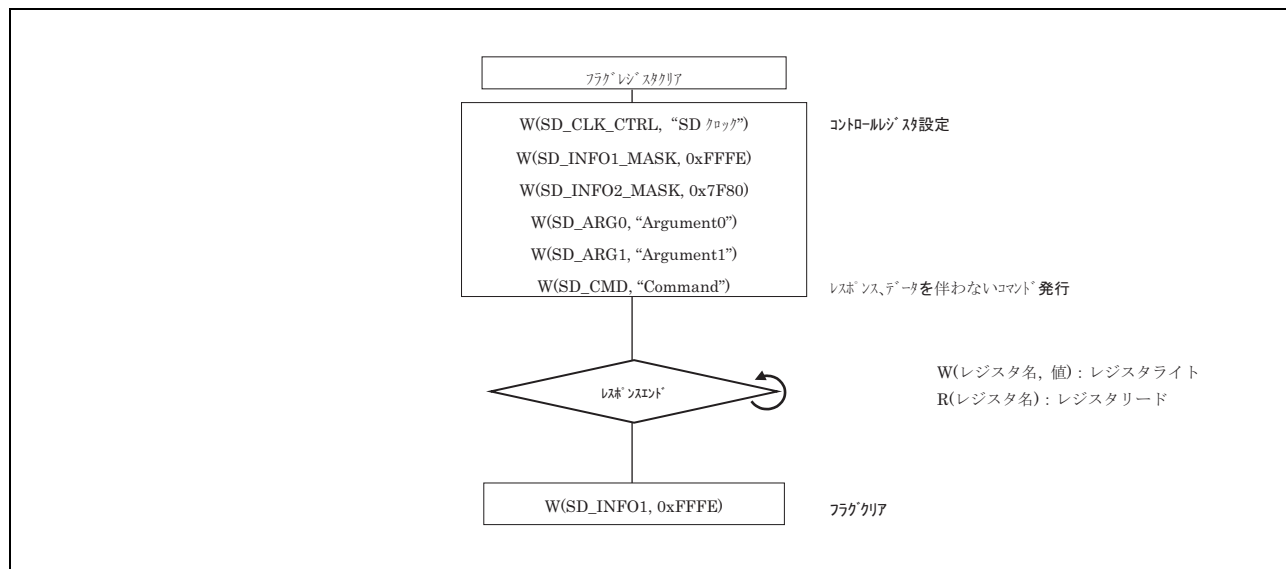 ﾌﾗｸﾞﾚｼﾞｽﾀｸﾘｱ
W(SD_CLK_CTRL, “SD ｸﾛｯｸ”)
ｺﾝﾄﾛｰﾙﾚｼﾞｽﾀ設定
W(SD_INFO1_MASK, 0xFFFE)
W(SD_INFO2_MASK, 0x7F80)
W(SD_ARG0, “Argument0”)
W(SD_ARG1, “Argument1”)
W(SD_CMD, “Command”)
ﾚｽﾎﾟﾝｽ､ﾃﾞｰﾀを伴わないｺﾏﾝﾄﾞ発行
W(レジスタ名, 値) : レジスタライト
ﾚｽﾎﾟﾝｽｴﾝﾄﾞ
R(レジスタ名) : レジスタリード
W(SD_INFO1, 0xFFFE)
ﾌﾗｸﾞｸﾘｱ